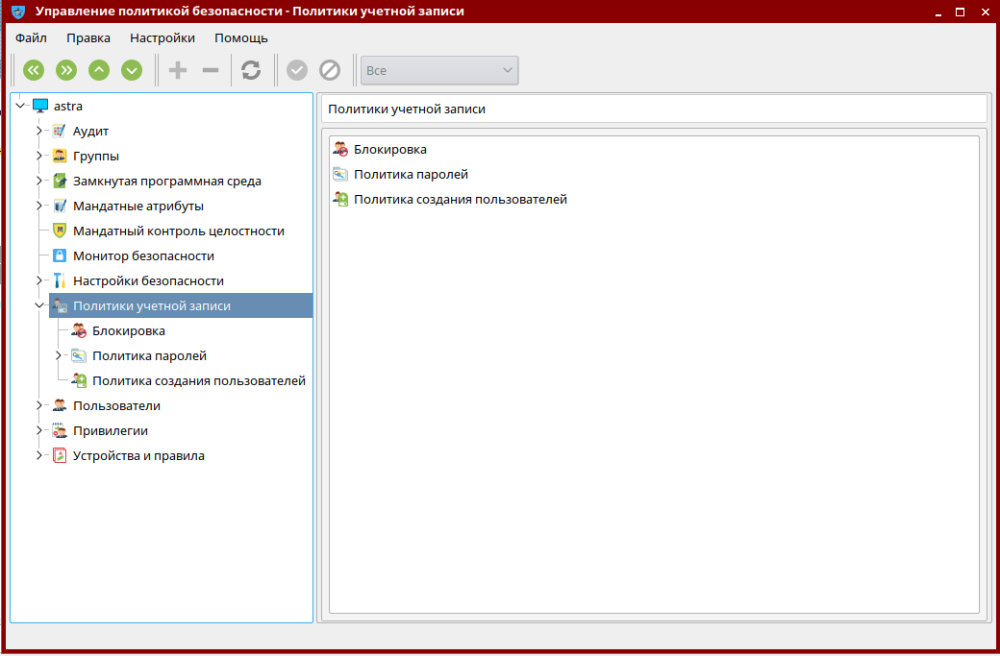 Управление политикой безопасности - Политики учетной записи
Файл Правка Настройки Помощь
Все
astra
Аудит
Группы
Замкнутая программная среда
Мандатные атрибуты
Мандатный контроль целостности
Монитор безопасности
Настройки безопасности
Политики учетной записи
Блокировка
Политика паролей
Политика создания пользователей
Пользователи
Привилегии
Устройства и правила
Политики учетной записи
Блокировка
Политика паролей
Политика создания пользователей